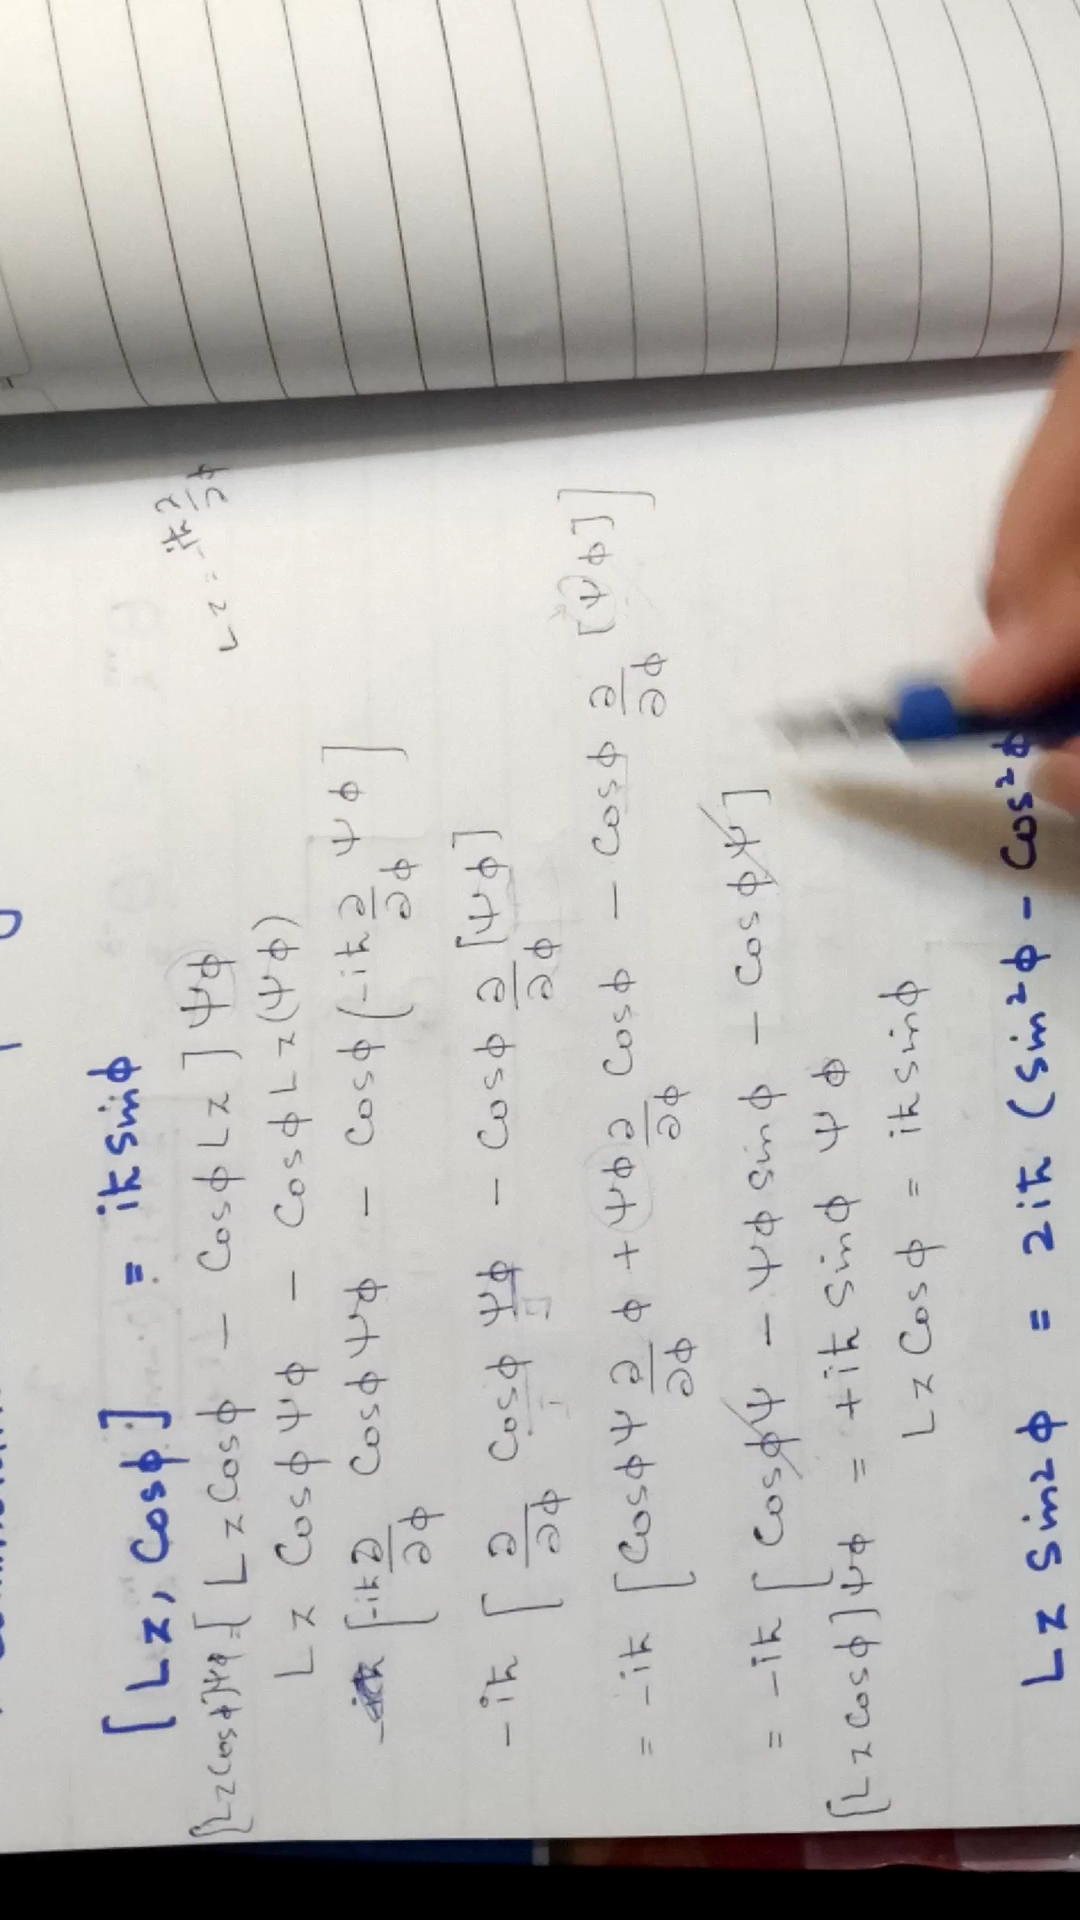 [Lz, Cosφ] = iħ sinφ
Lz = -iħ ∂/∂φ
[Lz Cosφ]ψφ = [Lz Cosφ - Cosφ Lz] ψφ
Lz Cosφ ψφ - Cosφ Lz (ψφ)
[-iħ ∂/∂φ Cosφ ψφ - Cosφ (-iħ ∂/∂φ ψφ]
-iħ [∂/∂φ Cosφ ψφ - Cosφ ∂/∂φ [ψφ]
= -iħ [Cosφ ψ ∂/∂φ φ + ψφ ∂/∂φ Cosφ - Cosφ ∂/∂φ [ψφ]]
= -iħ [Cosφψ - ψφ sinφ - Cosφψ]
[Lz Cosφ]ψφ = +iħ sinφ ψφ
Lz Cosφ = iħ sinφ
Lz sin2φ = 2iħ (sin²φ - Cos²φ